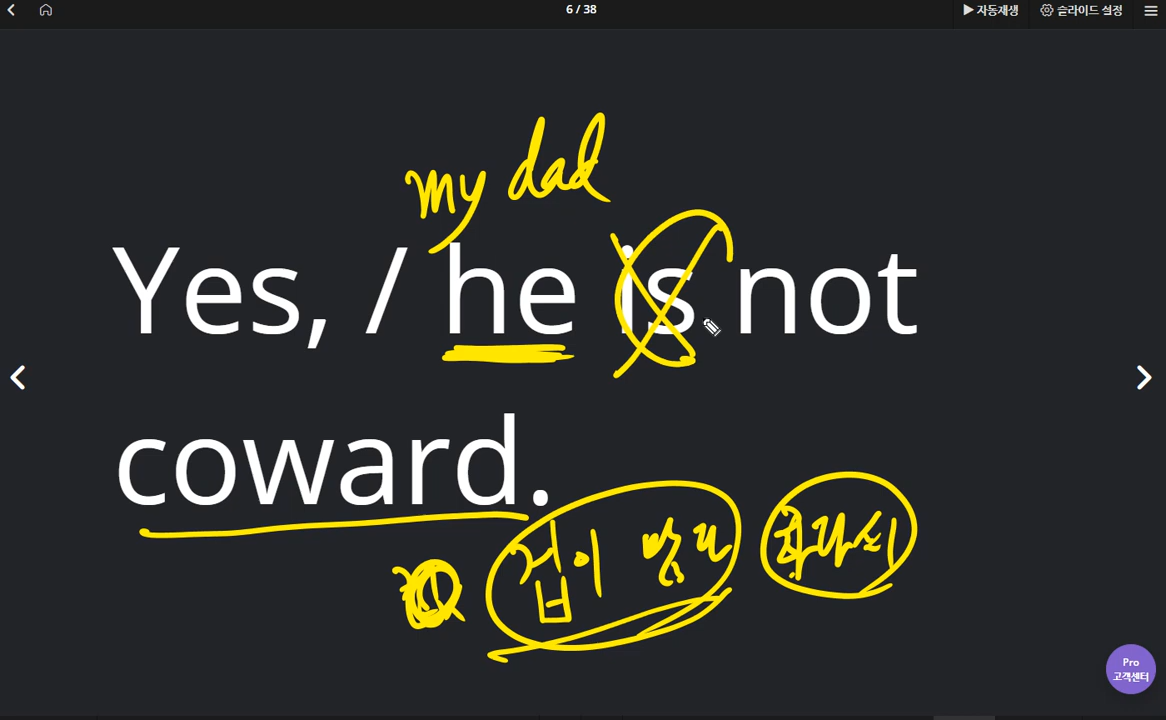 6 / 38
자동재생
슬라이드 설정
my dad
Yes, / he is not
coward.
겁이 많다
Pro
고객센터